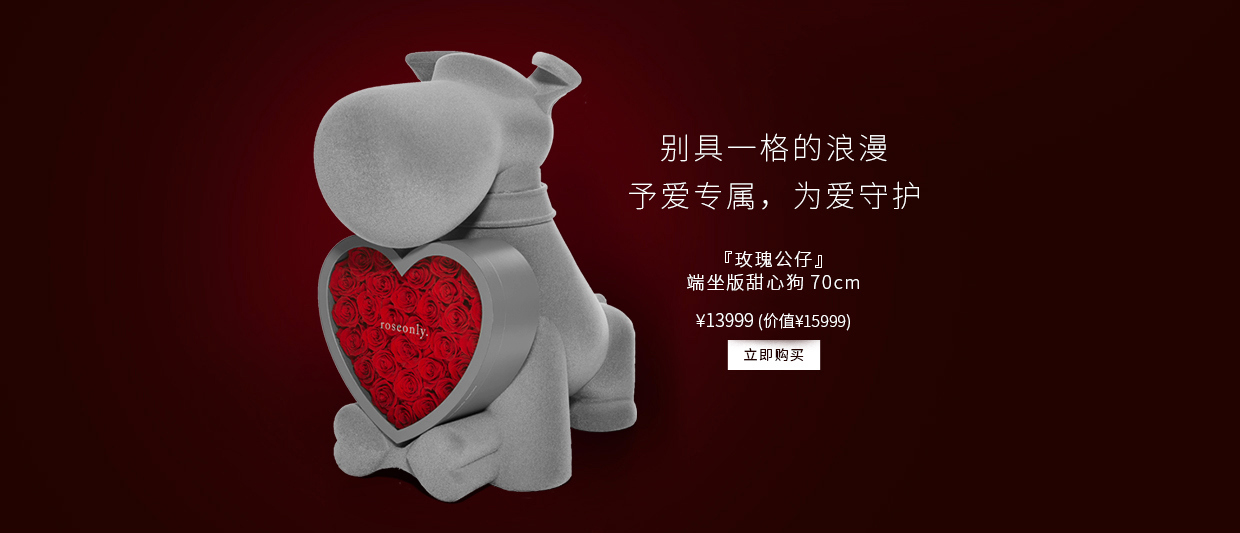 别具一格的浪漫
予爱专属，为爱守护
『玫瑰公仔』
端坐版甜心狗 70cm
¥13999 (价值¥15999)
立即购买
roseonly.